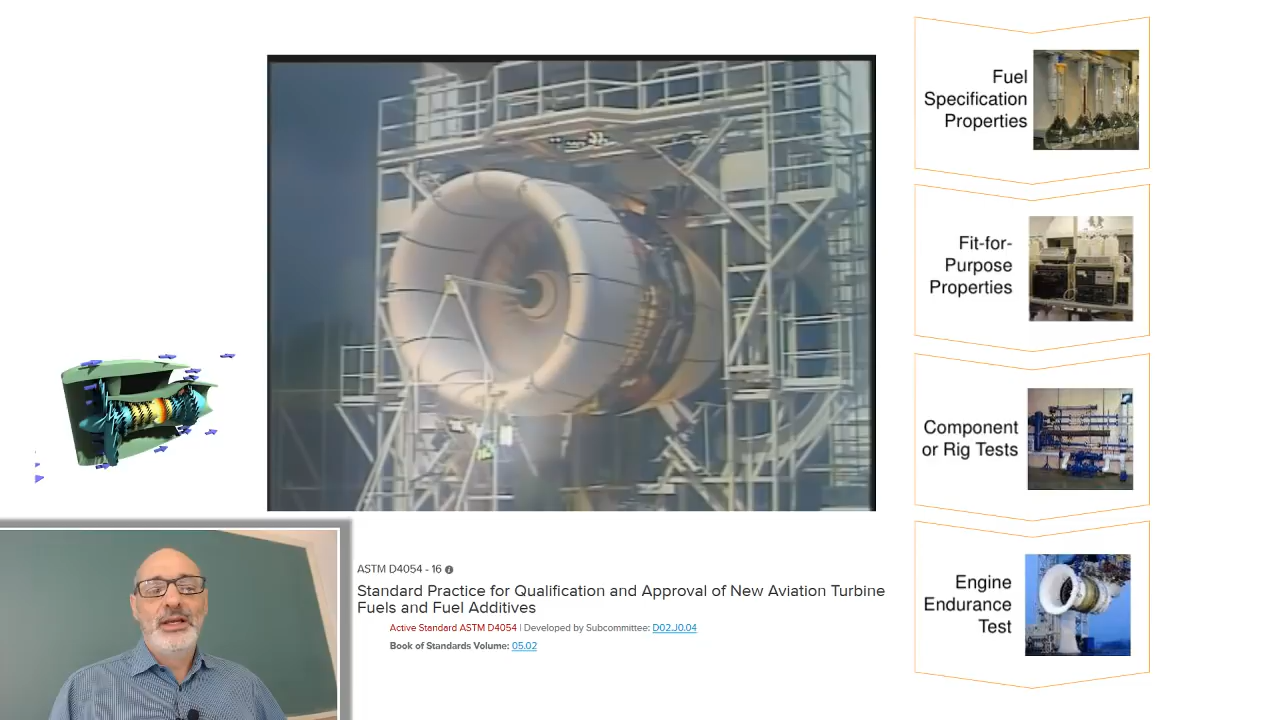 Fuel
Specification
Properties
Fit-for-
Purpose
Properties
Component
or Rig Tests
Engine
Endurance
Test
ASTM D4054 - 16
Standard Practice for Qualification and Approval of New Aviation Turbine
Fuels and Fuel Additives
Active Standard ASTM D4054 | Developed by Subcommittee: D02.J0.04
Book of Standards Volume: 05.02